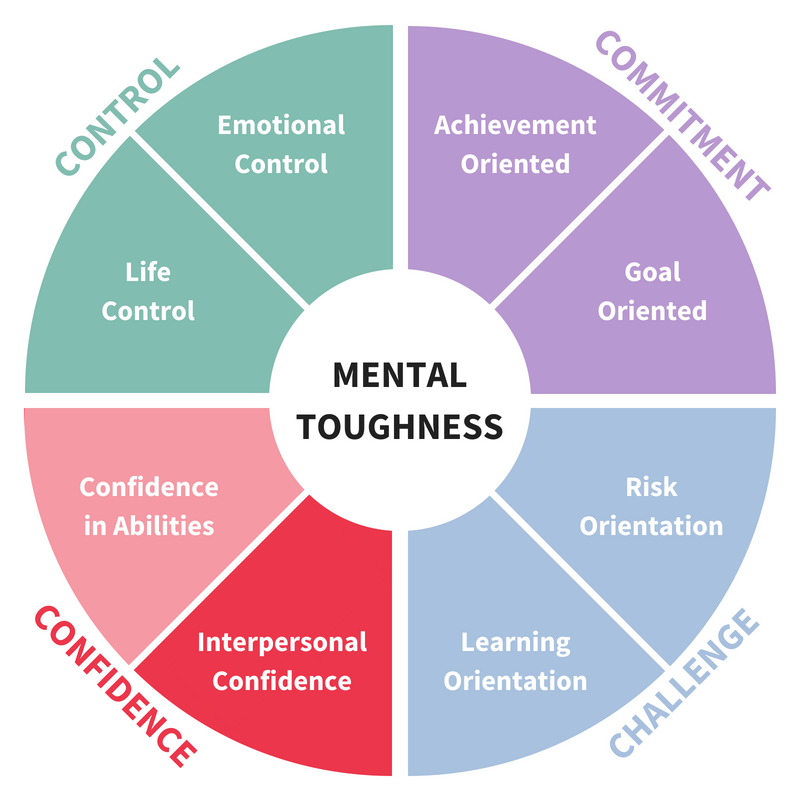 CONTROL
COMMITMENT
Emotional
Control
Achievement
Oriented
Life
Control
Goal
Oriented
MENTAL
TOUGHNESS
Confidence
in Abilities
Risk
Orientation
Interpersonal
Confidence
Learning
Orientation
CONFIDENCE
CHALLENGE